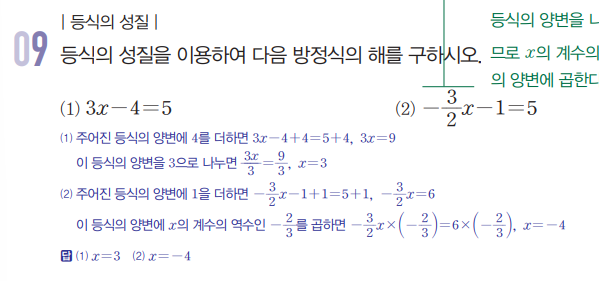 | 등식의 성질 |
09 등식의 성질을 이용하여 다음 방정식의 해를 구하시오.
등식의 양변을 ㄴ
므로 x의 계수의
의 양변에 곱한다
(1) 3x-4=5 (2) -3/2x-1=5
(1) 주어진 등식의 양변에 4를 더하면 3x-4+4=5+4, 3x=9
이 등식의 양변을 3으로 나누면 3x/3=9/3, x=3
(2) 주어진 등식의 양변에 1을 더하면 -3/2x-1+1=5+1, -3/2x=6
이 등식의 양변에 x의 계수의 역수인 -2/3를 곱하면 -3/2x×(-2/3)=6×(-2/3), x=-4
답 (1) x=3 (2) x=-4